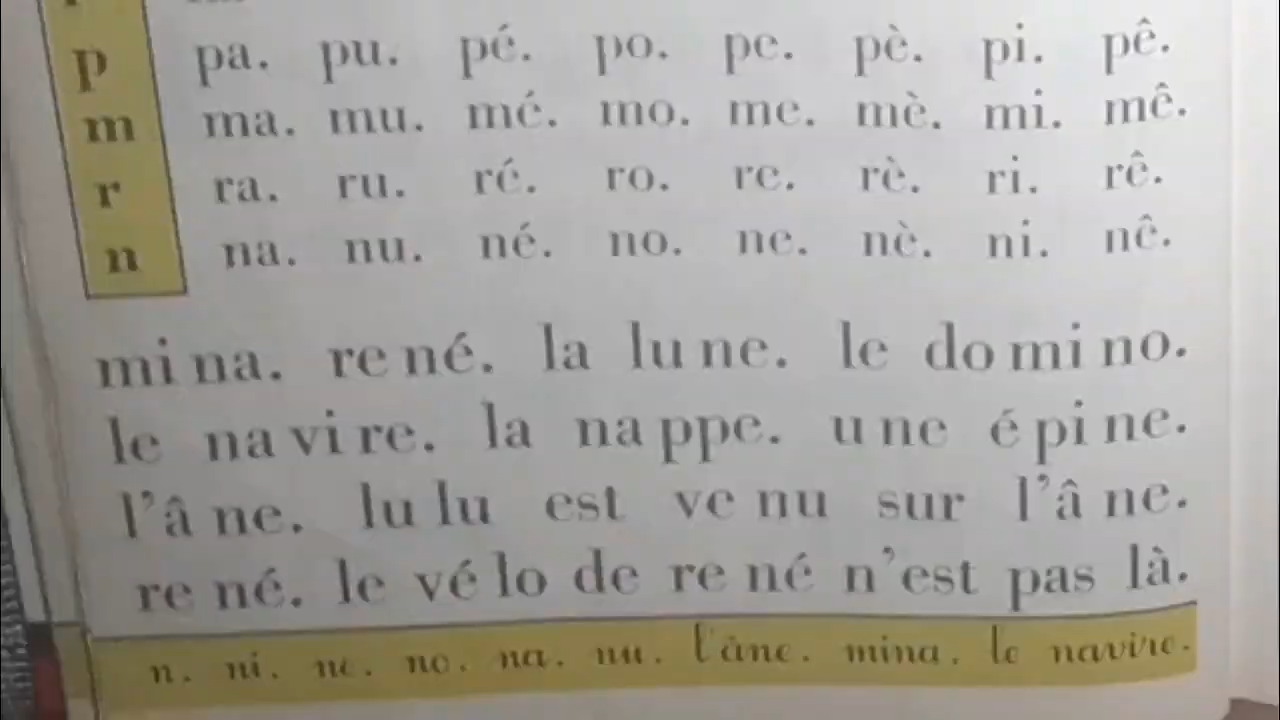 p pa. pu. pé. po. pe. pè. pi. pê.
m ma. mu. mé. mo. me. mè. mi. mê.
r ra. ru. ré. ro. re. rè. ri. rê.
n na. nu. né. no. ne. nè. ni. nê.
mi na. re né. la lu ne. le do mi no.
le na vi re. la na ppe. u ne é pi ne.
l'â ne. lu lu est ve nu sur l'â ne.
re né. le vé lo de re né n'est pas là.
n. ni. ne. no. na. nu. l'âne. mina. le navire.